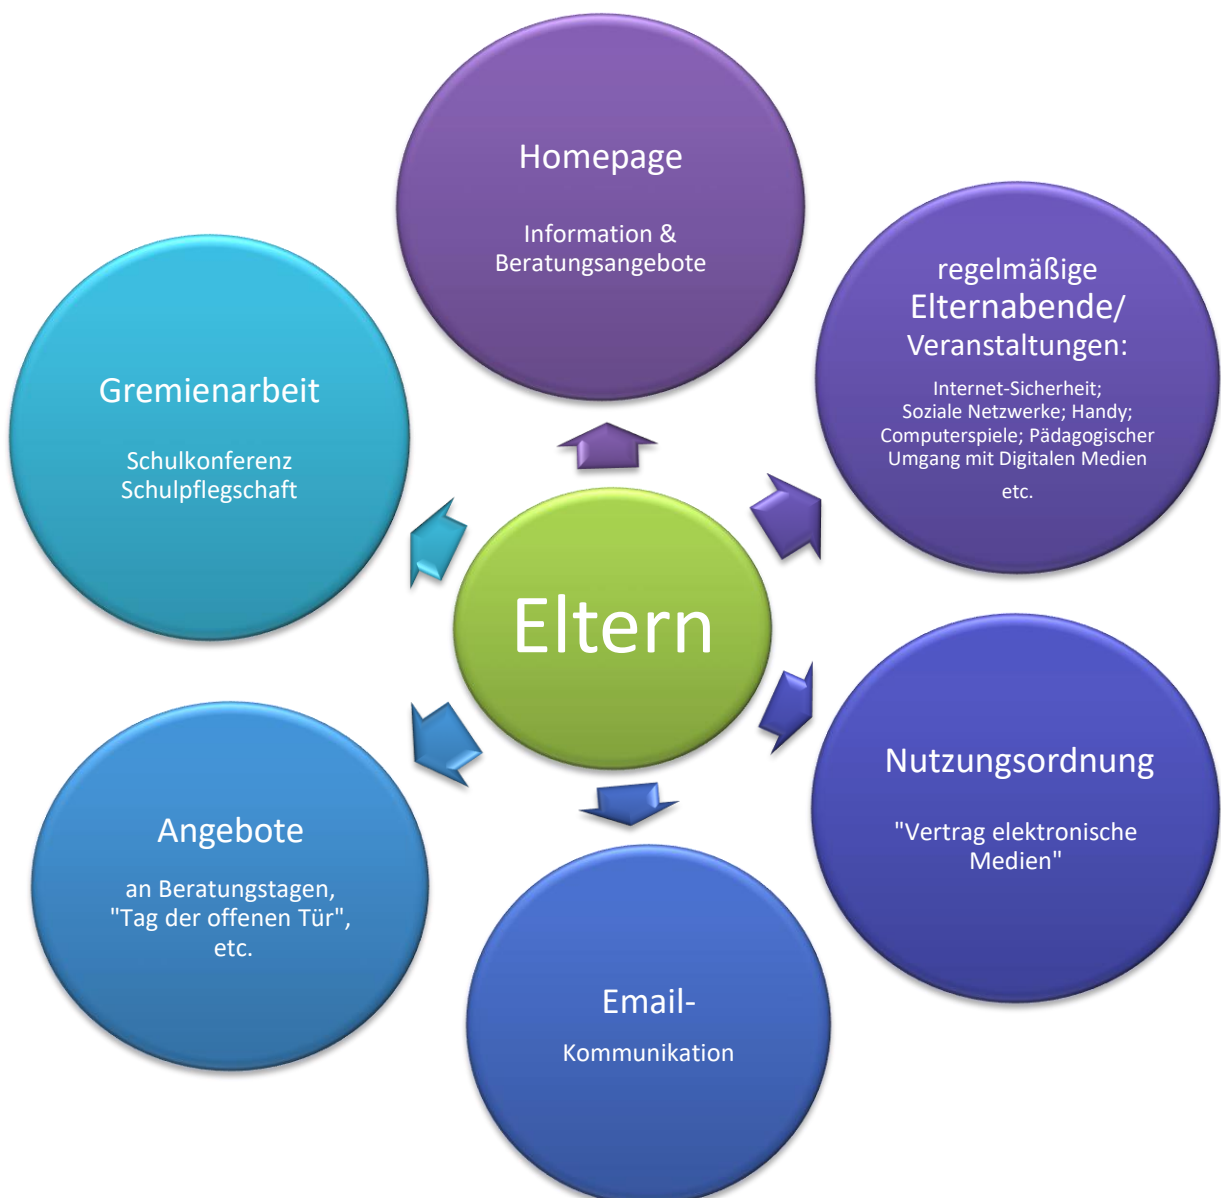 Homepage
Information &
Beratungsangebote
regelmäßige
Elternabende/
Veranstaltungen:
Internet-Sicherheit;
Soziale Netzwerke; Handy;
Computerspiele; Pädagogischer
Umgang mit Digitalen Medien
etc.
Nutzungsordnung
"Vertrag elektronische
Medien"
Email-
Kommunikation
Angebote
an Beratungstagen,
"Tag der offenen Tür",
etc.
Gremienarbeit
Schulkonferenz
Schulpflegschaft
Eltern